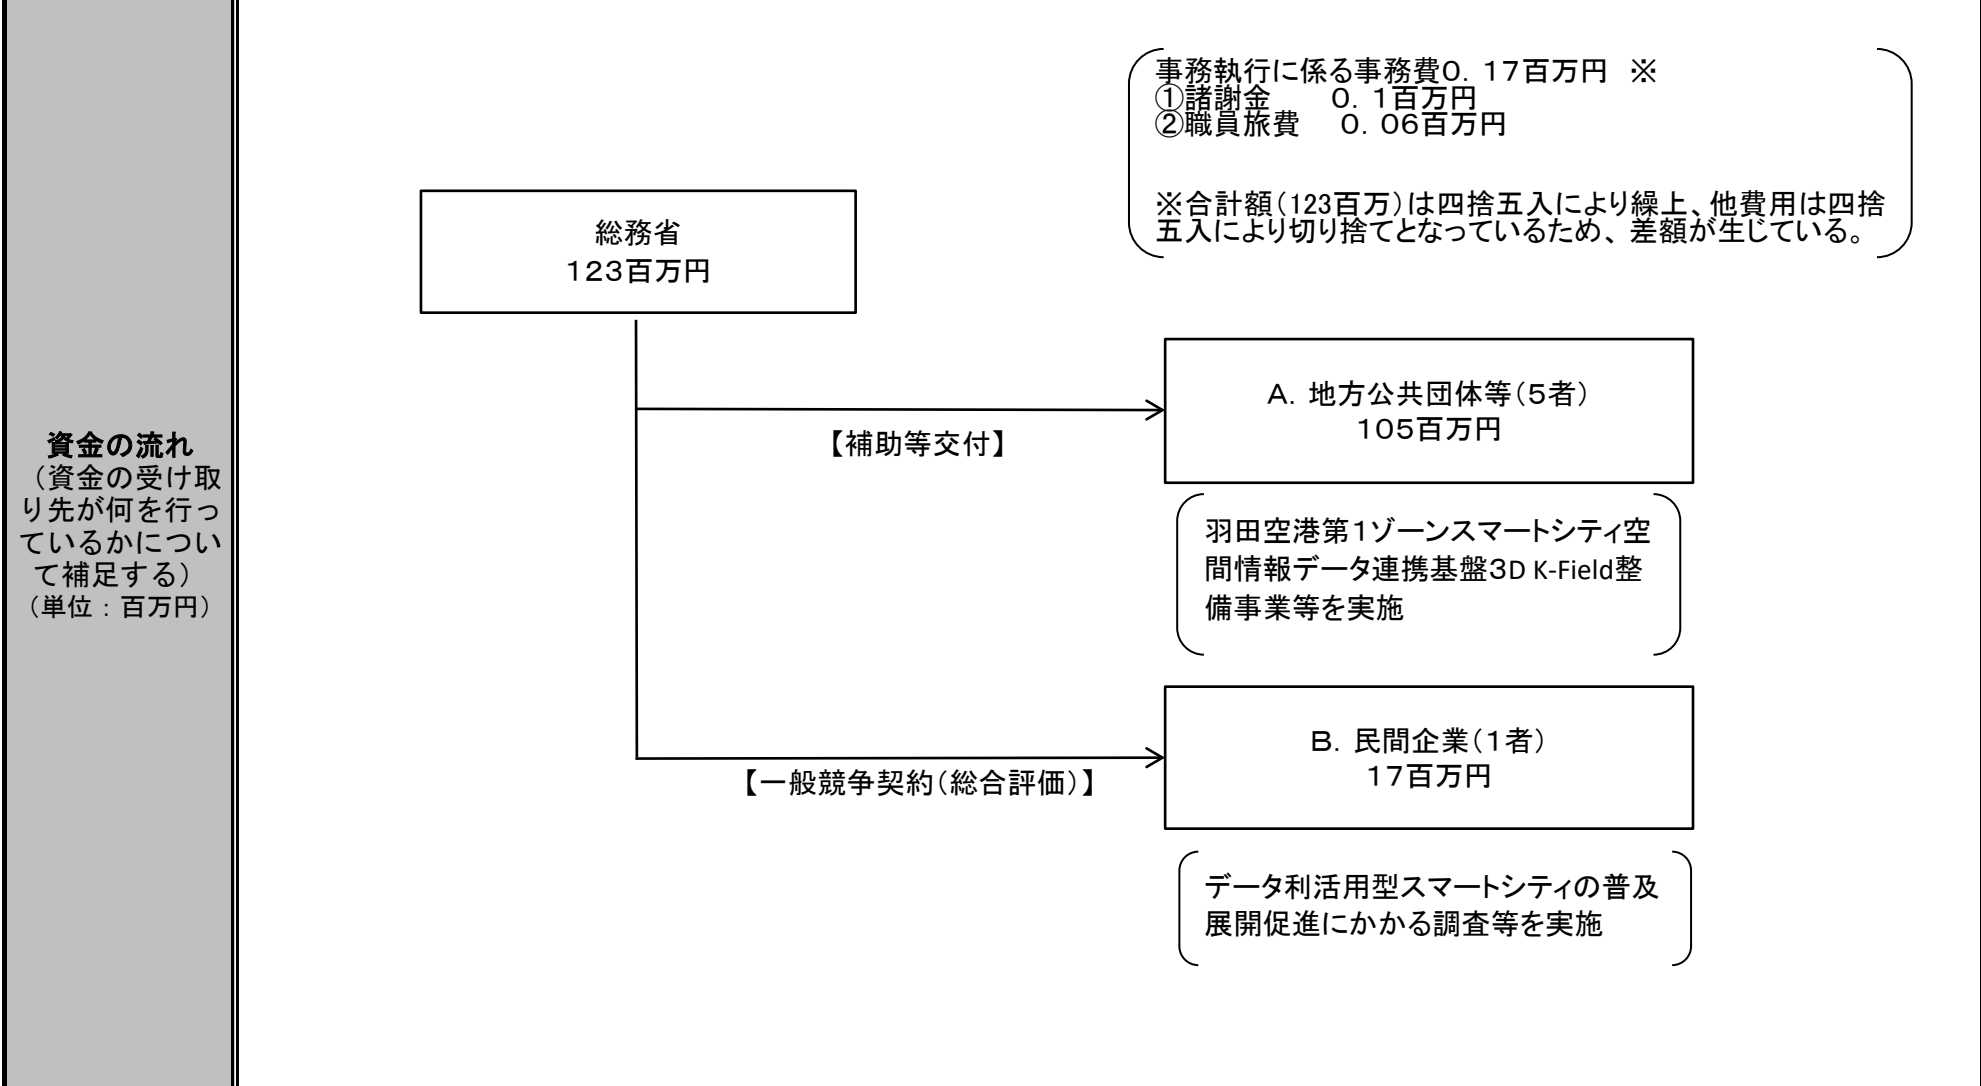 資金の流れ
（資金の受け取
り先が何を行っ
ているかについ
て補足する）
（単位：百万円）
事務執行に係る事務費０．１７百万円　※
①諸謝金　　０．１百万円
②職員旅費　０．０６百万円
※合計額（123百万）は四捨五入により繰上、他費用は四捨
五入により切り捨てとなっているため、差額が生じている。
総務省
１２３百万円
【補助等交付】
Ａ．地方公共団体等（５者）
１０５百万円
羽田空港第１ゾーンスマートシティ空
間情報データ連携基盤３D K-Field整
備事業等を実施
【一般競争契約（総合評価）】
Ｂ．民間企業（１者）
１７百万円
データ利活用型スマートシティの普及
展開促進にかかる調査等を実施